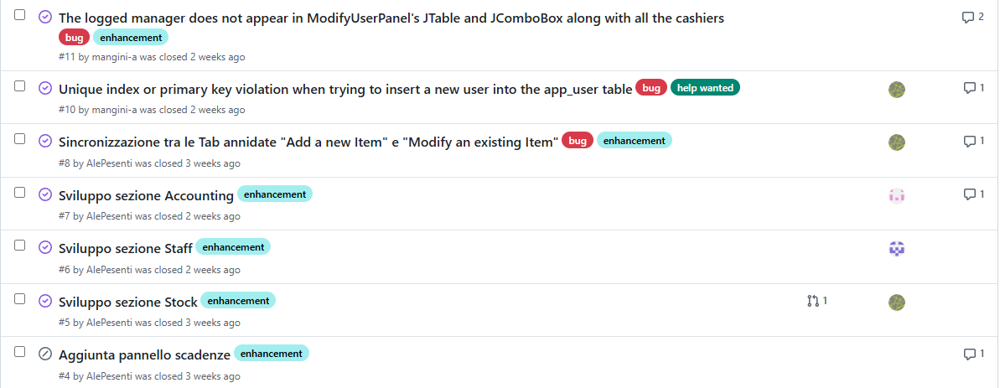 The logged manager does not appear in ModifyUserPanel's JTable and JComboBox along with all the cashiers 2
bug enhancement
#11 by mangini-a was closed 2 weeks ago
Unique index or primary key violation when trying to insert a new user into the app_user table bug help wanted 1
#10 by mangini-a was closed 2 weeks ago
Sincronizzazione tra le Tab annidate "Add a new Item" e "Modify an existing Item" bug enhancement 1
#8 by AlePesenti was closed 3 weeks ago
Sviluppo sezione Accounting enhancement 1
#7 by AlePesenti was closed 2 weeks ago
Sviluppo sezione Staff enhancement
#6 by AlePesenti was closed 2 weeks ago
Sviluppo sezione Stock enhancement 1
#5 by AlePesenti was closed 3 weeks ago
Aggiunta pannello scadenze enhancement 1
#4 by AlePesenti was closed 3 weeks ago